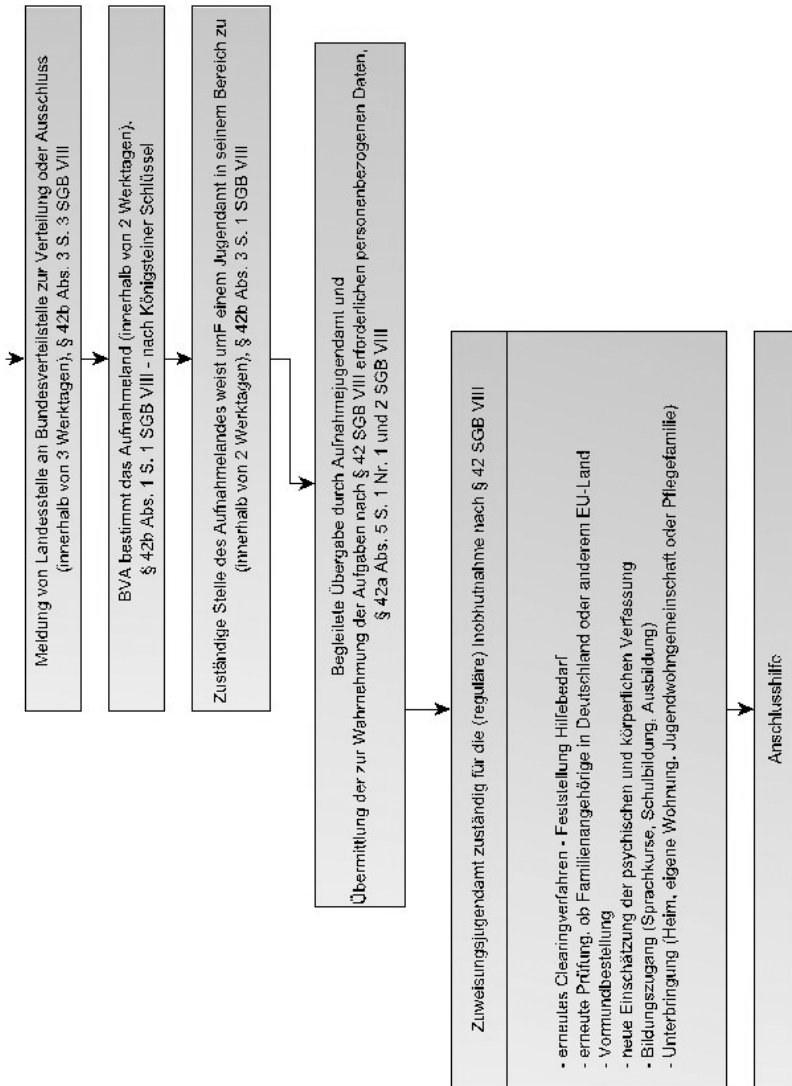 Meldung von Landesstelle an Bundesverteilstelle zur Verteilung oder Ausschluss
(innerhalb von 3 Werktagen), § 42b Abs. 3 S. 3 SGB VIII
BVA bestimmt das Aufnahmeland (innerhalb von 2 Werktagen),
§ 42b Abs. 1 S. 1 SGB VIII - nach Königsteiner Schlüssel
Zuständige Stelle des Aufnahmelandes weist umF einem Jugendamt in seinem Bereich zu
(innerhalb von 2 Werktagen), § 42b Abs. 3 S. 1 SGB VIII
Begleitete Übergabe durch Aufnahmejugendamt und
Übermittlung der zur Wahrnehmung der Aufgaben nach § 42 SGB VIII erforderlichen personenbezogenen Daten,
§ 42a Abs. 5 S. 1 Nr. 1 und 2 SGB VIII
Zuweisungsjugendamt zuständig für die (reguläre) Inobhutnahme nach § 42 SGB VIII
- erneutes Clearingverfahren - Feststellung Hilfebedarf
- erneute Prüfung, ob Familienangehörige in Deutschland oder anderem EU-Land
- Vormundbestellung
- neue Einschätzung der psychischen und körperlichen Verfassung
- Bildungszugang (Sprachkurse, Schulbildung, Ausbildung)
- Unterbringung (Heim, eigene Wohnung, Jugendwohngemeinschaft oder Pflegefamilie)
Anschlusshilfe